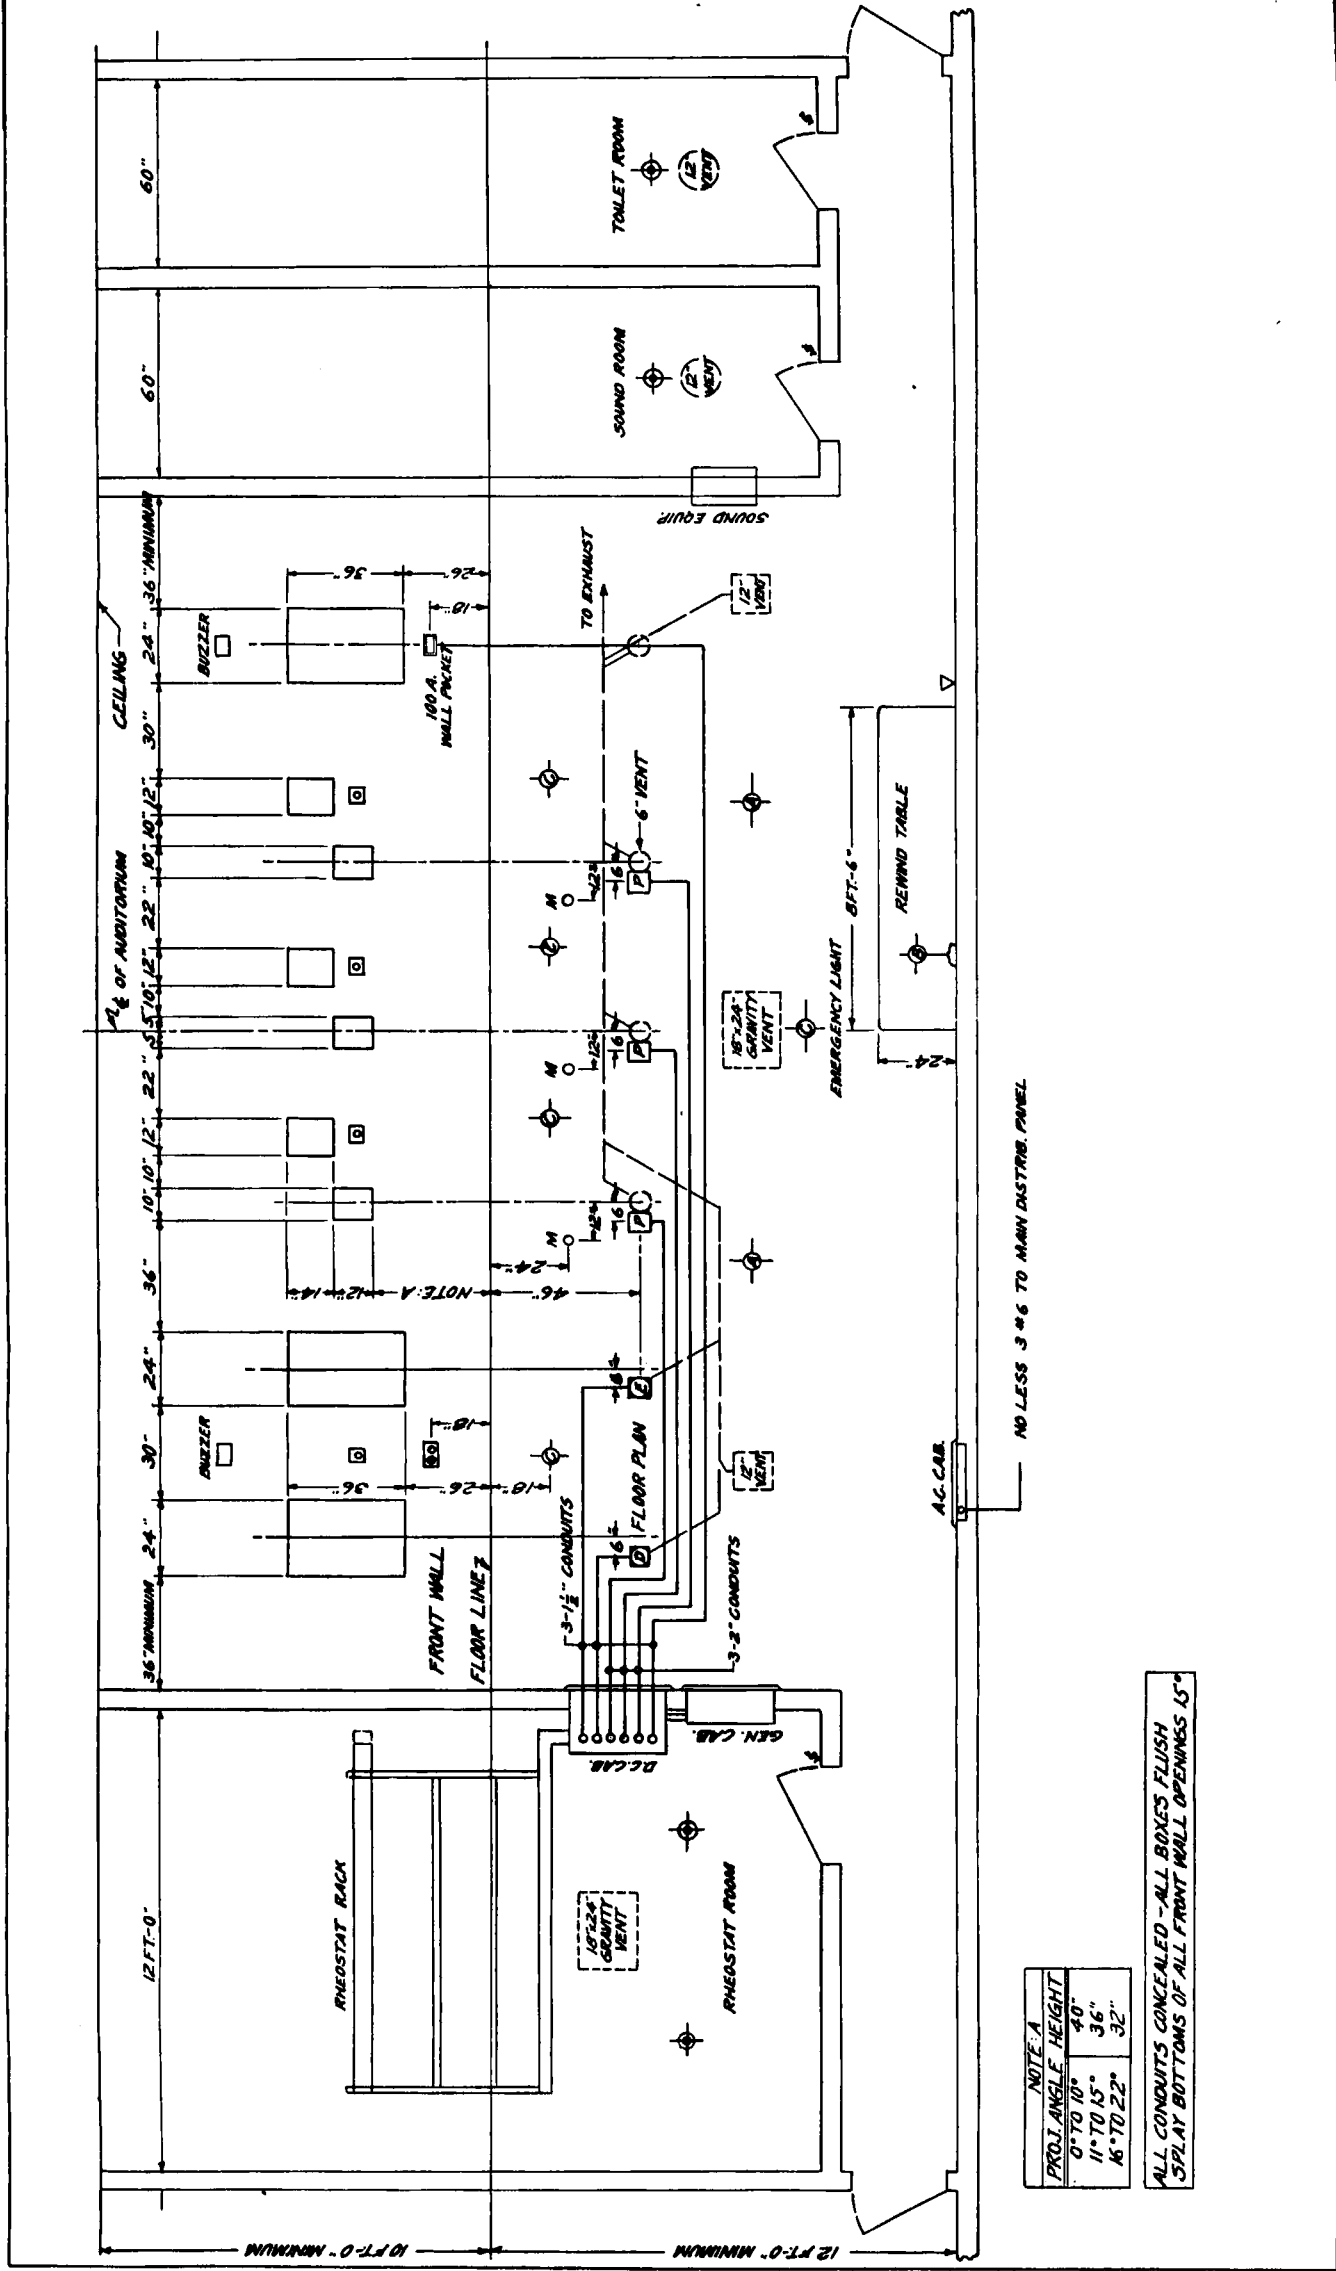 12 FT.-0"
36" MINIMUM
24"
30"
24"
36"
10"
10"
12"
22"
5"
5"
10"
12"
22"
10"
10"
12"
30"
24"
36" MINIMUM
60"
60"
℄ OF AUDITORIUM
CEILING
10 FT.-0" MINIMUM
12 FT.-0" MINIMUM
BUZZER
BUZZER
36"
26"
18"
18"
14"
12"
NOTE: A
46"
24"
36"
26"
18"
100 A.
WALL POCKET
FRONT WALL
FLOOR LINE
RHEOSTAT RACK
3-1½" CONDUITS
FLOOR PLAN
6"
6"
D
E
C
M
12"
6"
P
C
M
12"
6"
P
C
M
12"
6"
P
C
6" VENT
TO EXHAUST
12"
VENT
SOUND EQUIP.
SOUND ROOM
12"
VENT
$
TOILET ROOM
12"
VENT
$
18"x24"
GRAVITY
VENT
RHEOSTAT ROOM
D.C. CAB.
GEN. CAB.
$
3-2" CONDUITS
12"
VENT
A
18"x24"
GRAVITY
VENT
C
A
EMERGENCY LIGHT
8FT.-6"
24"
REWIND TABLE
B
A.C. CAB.
NO LESS 3 #6 TO MAIN DISTRIB. PANEL
NOTE: A
PROJ. ANGLE HEIGHT
0° TO 10° 40"
11° TO 15° 36"
16° TO 22° 32"
ALL CONDUITS CONCEALED - ALL BOXES FLUSH
SPLAY BOTTOMS OF ALL FRONT WALL OPENINGS 15°